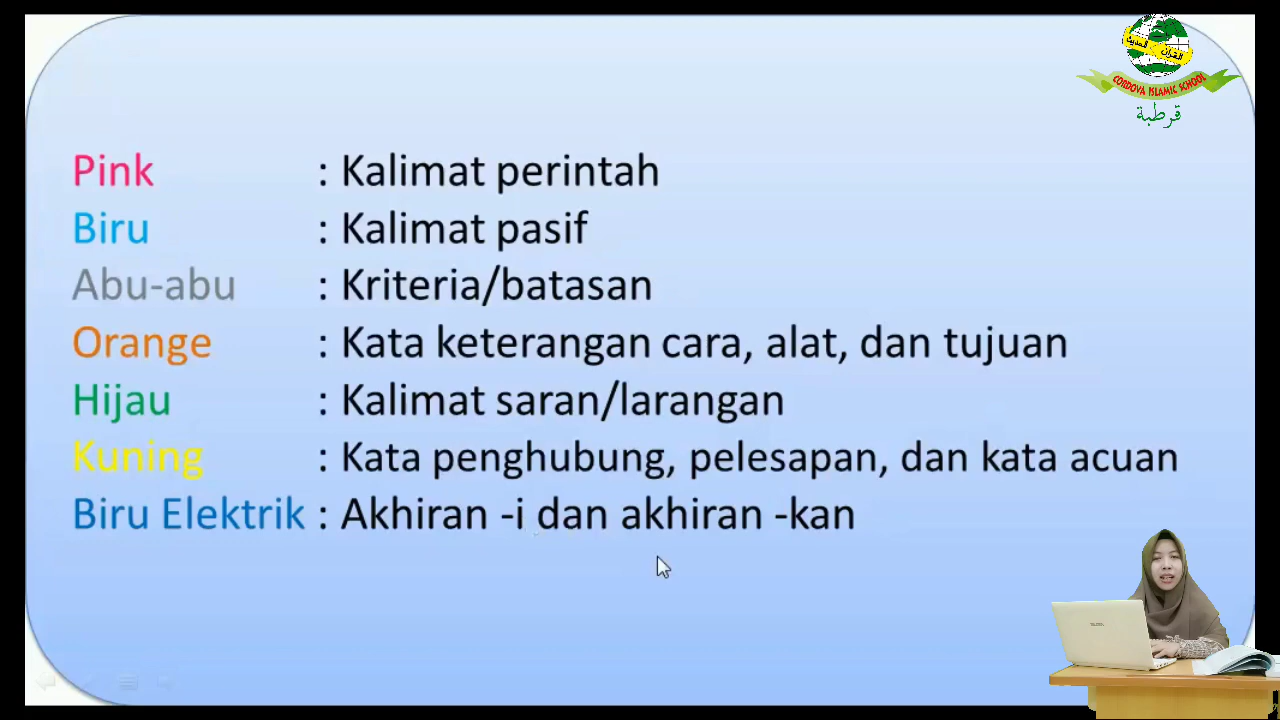 القرآن الحديث
CORDOVA ISLAMIC SCHOOL
قرطبة
Pink : Kalimat perintah
Biru : Kalimat pasif
Abu-abu : Kriteria/batasan
Orange : Kata keterangan cara, alat, dan tujuan
Hijau : Kalimat saran/larangan
Kuning : Kata penghubung, pelesapan, dan kata acuan
Biru Elektrik : Akhiran -i dan akhiran -kan